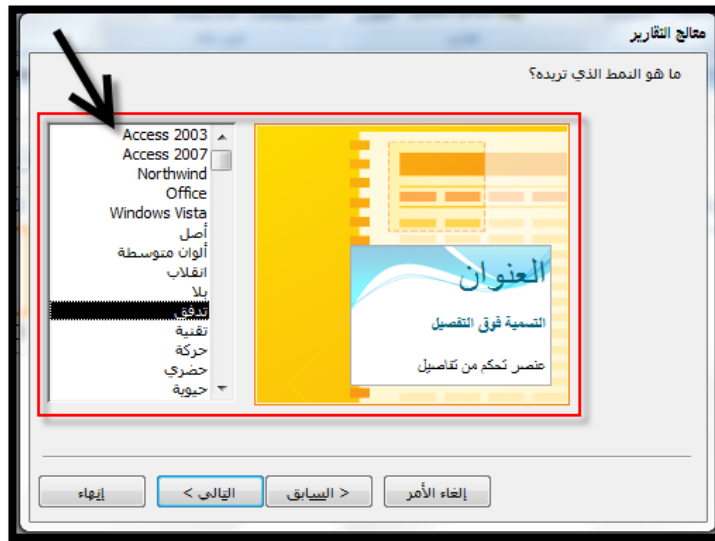 معالج التقارير
ما هو النمط الذي تريده؟
Access 2003
Access 2007
Northwind
Office
Windows Vista
أصل
ألوان متوسطة
انقلاب
بلا
تدفق
تقنية
حركة
حضري
حيوية
العنوان
التسمية فوق التفصيل
عنصر تحكم من تفاصيل
إلغاء الأمر
< السابق
التالي >
إنهاء